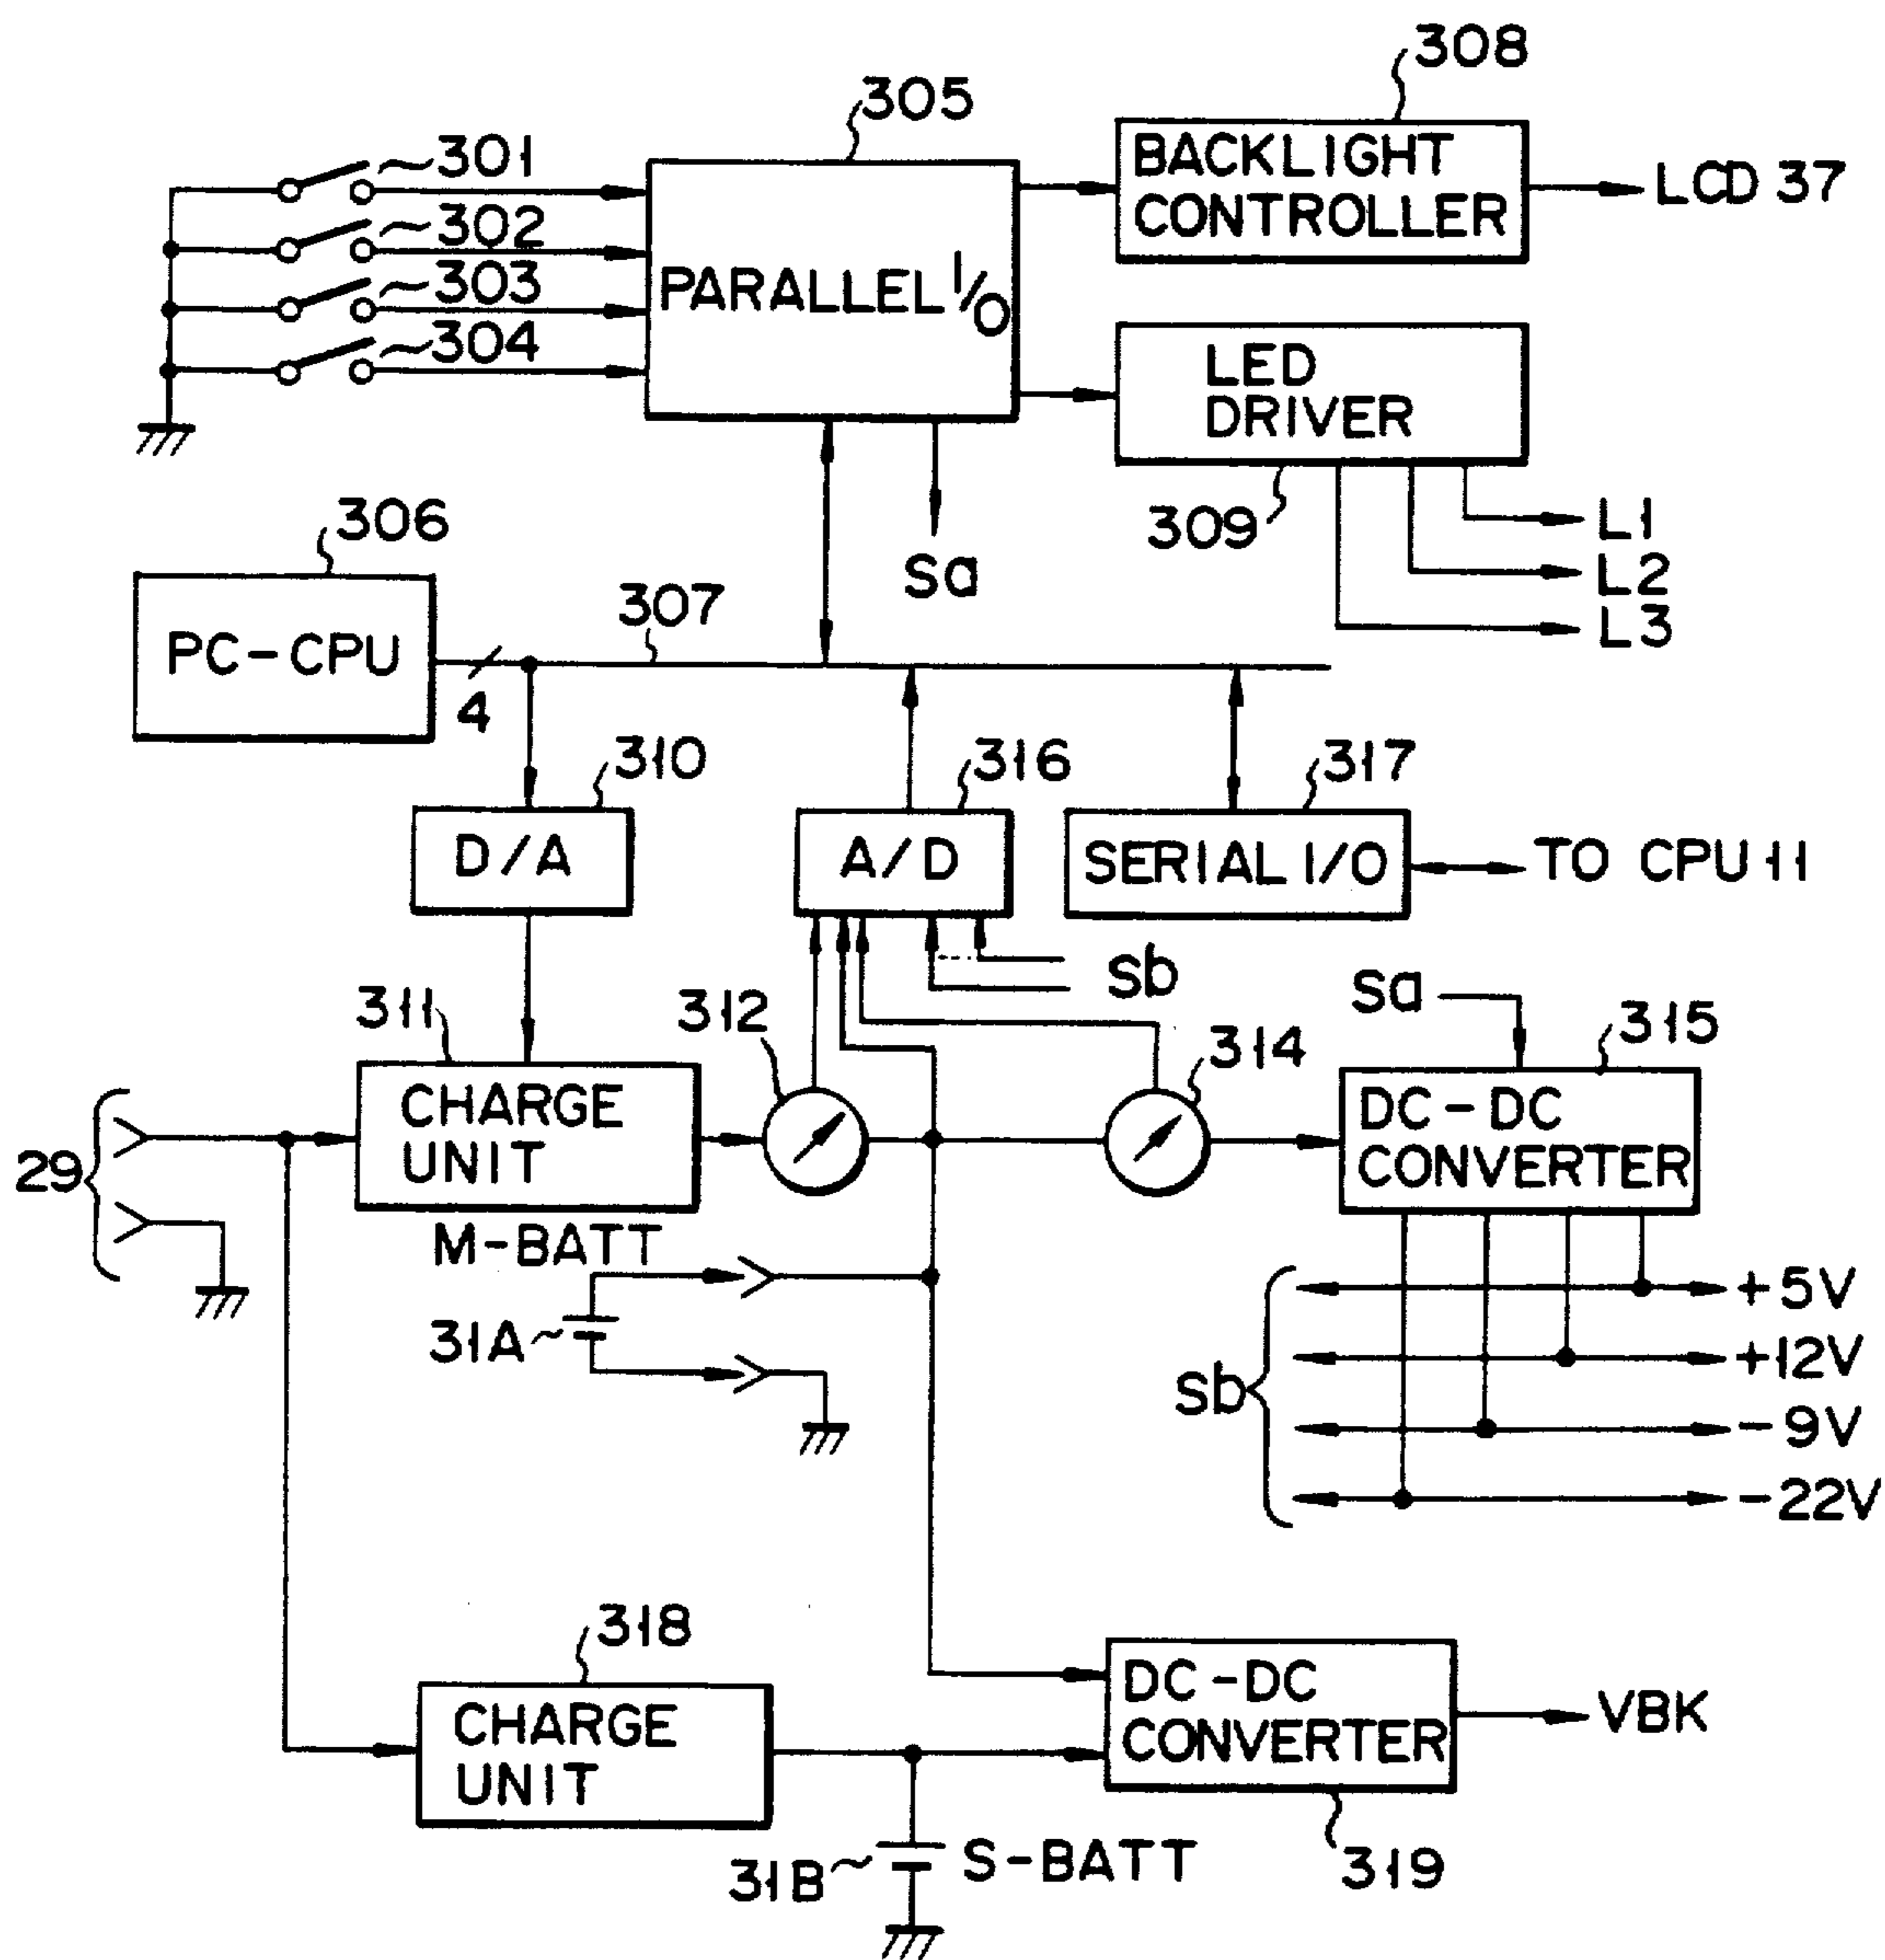 308
305
301
BACKLIGHT
CONTROLLER
LCD 37
302
303
PARALLEL I/O
304
LED
DRIVER
309
L1
306
sa
L2
307
L3
PC-CPU
4
310
316
317
D/A
A/D
SERIAL I/O
TO CPU 11
sb
311
312
sa
315
314
CHARGE
UNIT
DC-DC
CONVERTER
29
M-BATT
+5V
31A
+12V
sb
-9V
-22V
318
DC-DC
CONVERTER
VBK
CHARGE
UNIT
31B
S-BATT
319